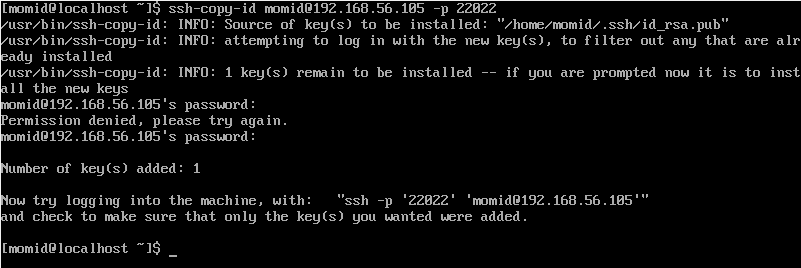 [momid@localhost ~]$ ssh-copy-id momid@192.168.56.105 -p 22022
/usr/bin/ssh-copy-id: INFO: Source of key(s) to be installed: "/home/momid/.ssh/id_rsa.pub"
/usr/bin/ssh-copy-id: INFO: attempting to log in with the new key(s), to filter out any that are alr
eady installed
/usr/bin/ssh-copy-id: INFO: 1 key(s) remain to be installed -- if you are prompted now it is to inst
all the new keys
momid@192.168.56.105's password:
Permission denied, please try again.
momid@192.168.56.105's password:
Number of key(s) added: 1
Now try logging into the machine, with:   "ssh -p '22022' 'momid@192.168.56.105'"
and check to make sure that only the key(s) you wanted were added.
[momid@localhost ~]$ _